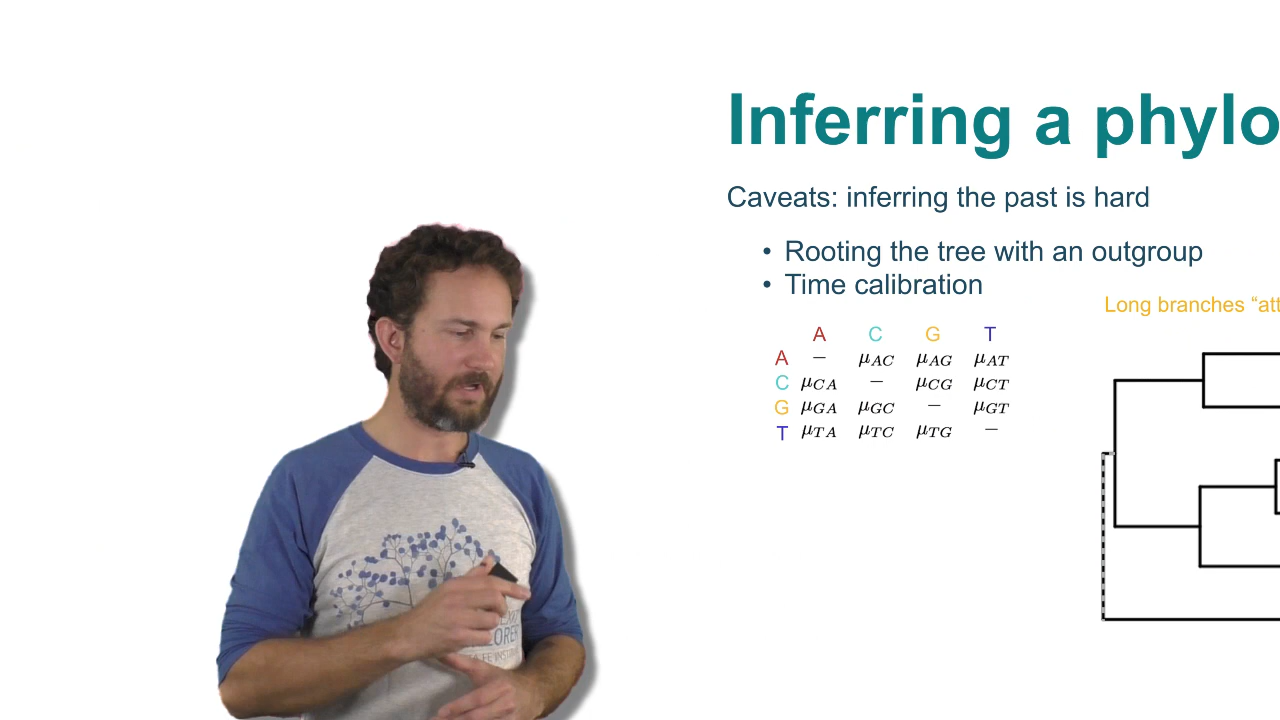 Inferring a phylo
Caveats: inferring the past is hard
• Rooting the tree with an outgroup
• Time calibration
Long branches “att
A C G T
A − μAC μAG μAT
C μCA − μCG μCT
G μGA μGC − μGT
T μTA μTC μTG −